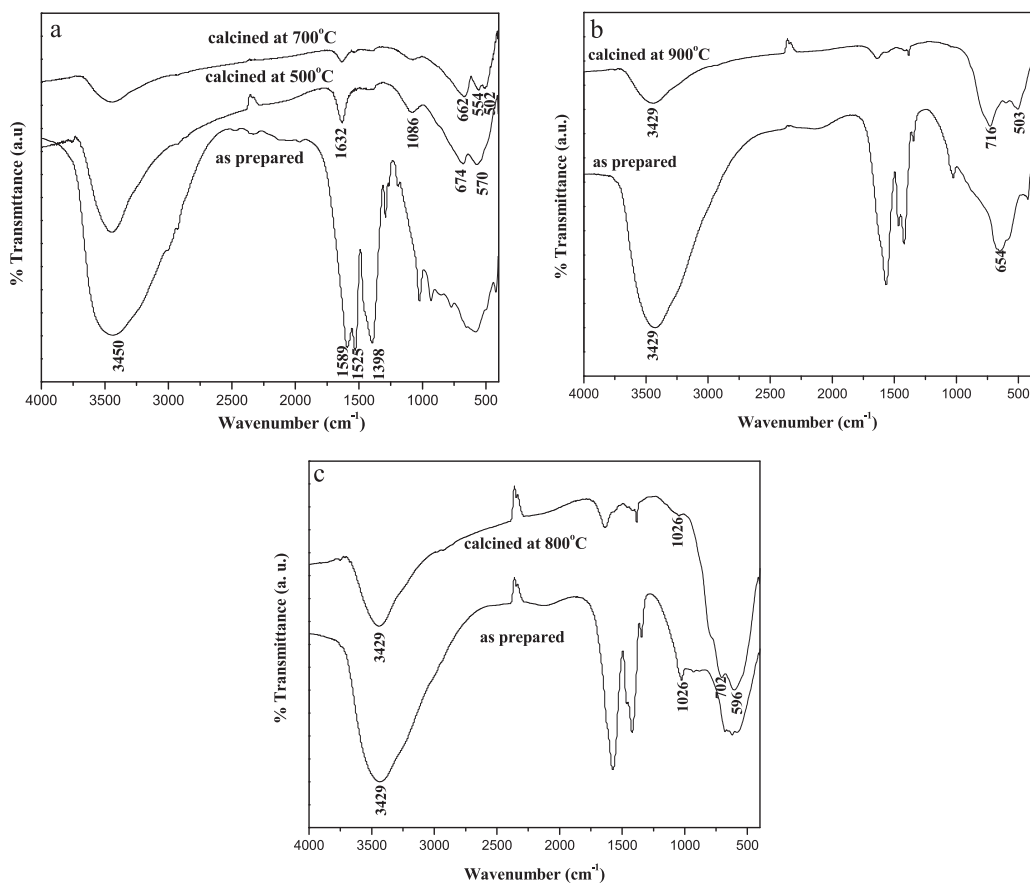 a
calcined at 700°C
calcined at 500°C
as prepared
3450
1589
1525
1398
1632
1086
674
570
662
554
502
% Transmittance (a.u)
4000 3500 3000 2500 2000 1500 1000 500
Wavenumber (cm⁻¹)
b
calcined at 900°C
as prepared
3429
3429
716
503
654
% Transmittance (a.u)
4000 3500 3000 2500 2000 1500 1000 500
Wavenumber (cm⁻¹)
c
calcined at 800°C
as prepared
3429
3429
1026
1026
702
596
% Transmittance (a. u.)
4000 3500 3000 2500 2000 1500 1000 500
Wavenumber (cm⁻¹)